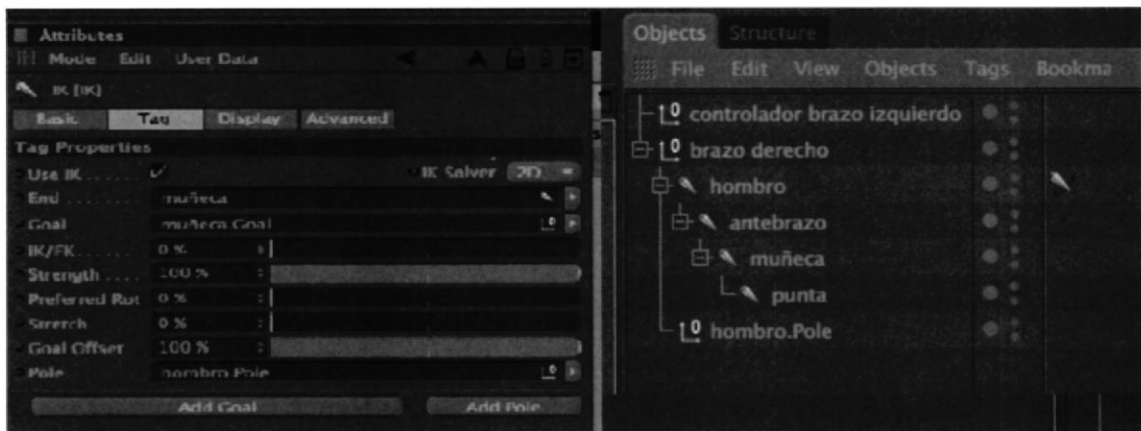 Attributes
Mode Edit User Data
IK [IK]
Basic Tag Display Advanced
Tag Properties
Use IK IK Solver 2D
End muñeca
Goal muñeca.Goal
IK/FK 0 %
Strength 100 %
Preferred Rot 0 %
Stretch 0 %
Goal Offset 100 %
Pole hombro.Pole
Add Goal Add Pole
Objects Structure
File Edit View Objects Tags Bookma
controlador brazo izquierdo
brazo derecho
hombro
antebrazo
muñeca
punta
hombro.Pole